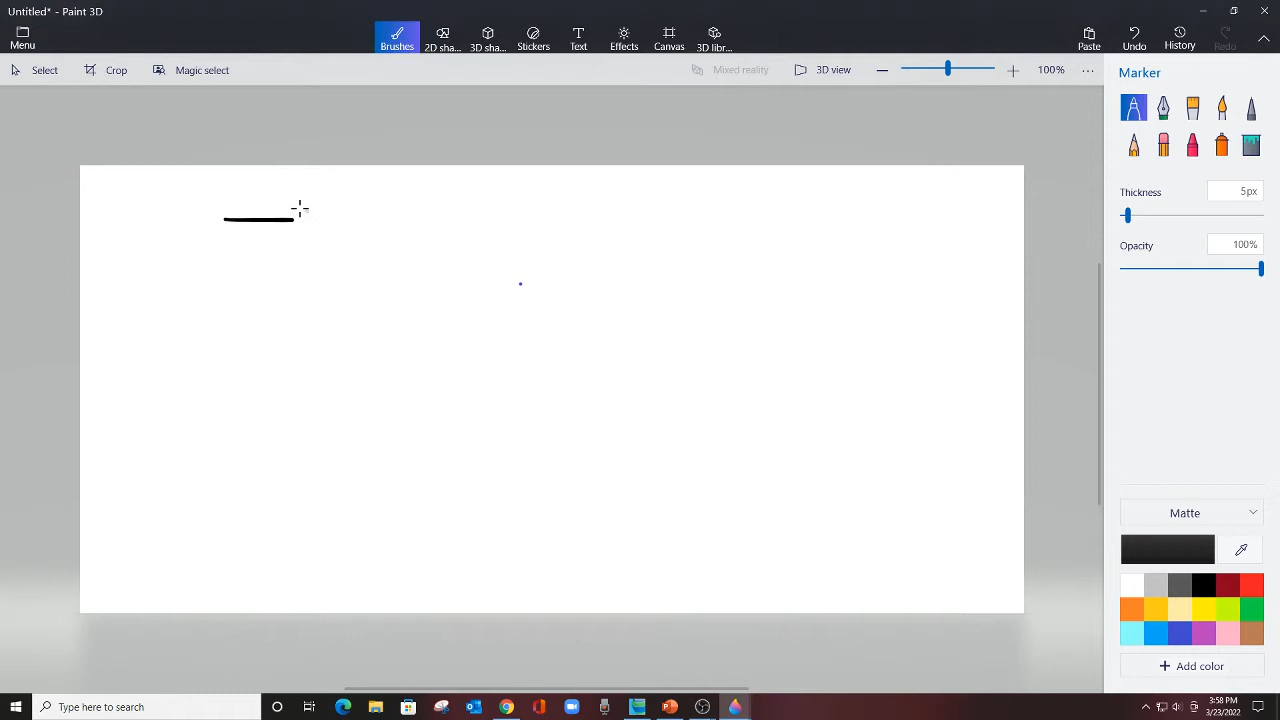 Untitled* - Paint 3D
Menu
Brushes 2D sha... 3D sha... Stickers Text Effects Canvas 3D libr... Paste Undo History Redo
Select Crop Magic select Mixed reality 3D view 100%
Marker
Thickness 5px
Opacity 100%
Matte
Add color
Type here to search
3:58 PM
3/23/2022